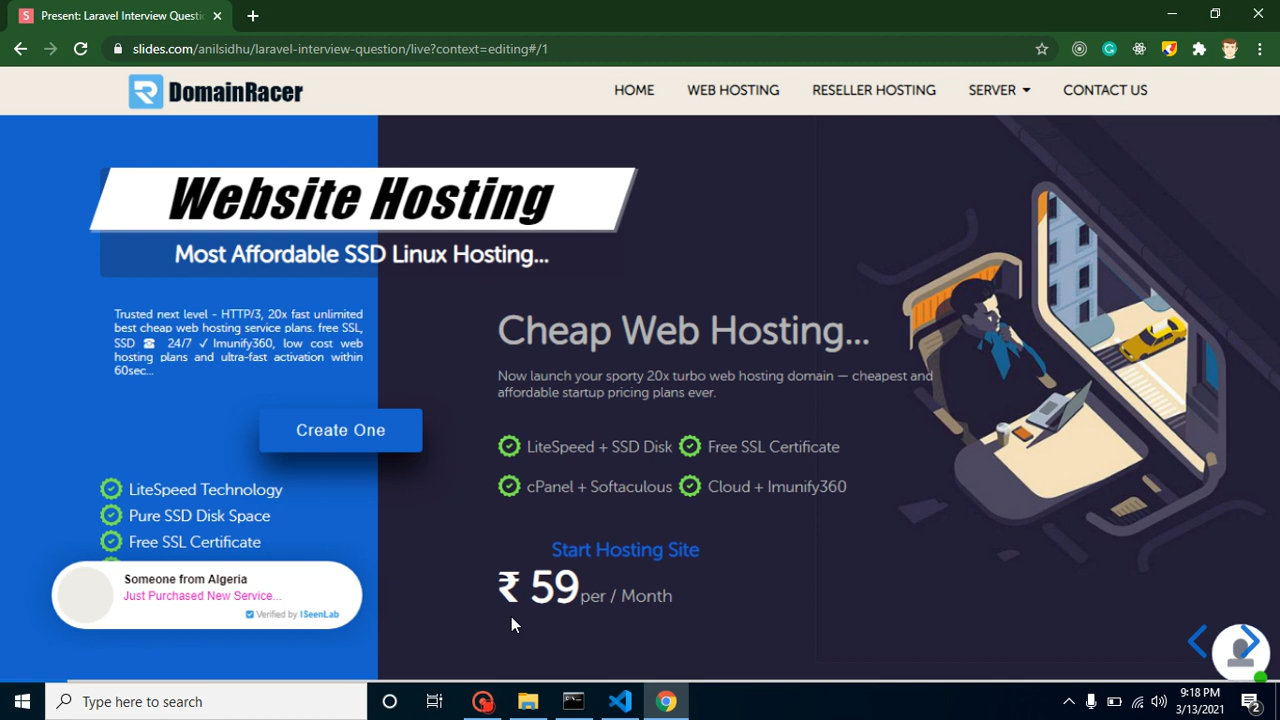 Present: Laravel Interview Questi
slides.com/anilsidhu/laravel-interview-question/live?context=editing#/1
DomainRacer
HOME
WEB HOSTING
RESELLER HOSTING
SERVER
CONTACT US
Website Hosting
Most Affordable SSD Linux Hosting...
Trusted next level - HTTP/3, 20x fast unlimited
best cheap web hosting service plans. free SSL,
SSD ☎ 24/7 ✓ Imunify360, low cost web
hosting plans and ultra-fast activation within
60sec...
Create One
LiteSpeed Technology
Pure SSD Disk Space
Free SSL Certificate
Someone from Algeria
Just Purchased New Service...
Verified by ISeenLab
Cheap Web Hosting...
Now launch your sporty 20x turbo web hosting domain — cheapest and
affordable startup pricing plans ever.
LiteSpeed + SSD Disk
Free SSL Certificate
cPanel + Softaculous
Cloud + Imunify360
Start Hosting Site
₹ 59 per / Month
Type here to search
9:18 PM
3/13/2021
2